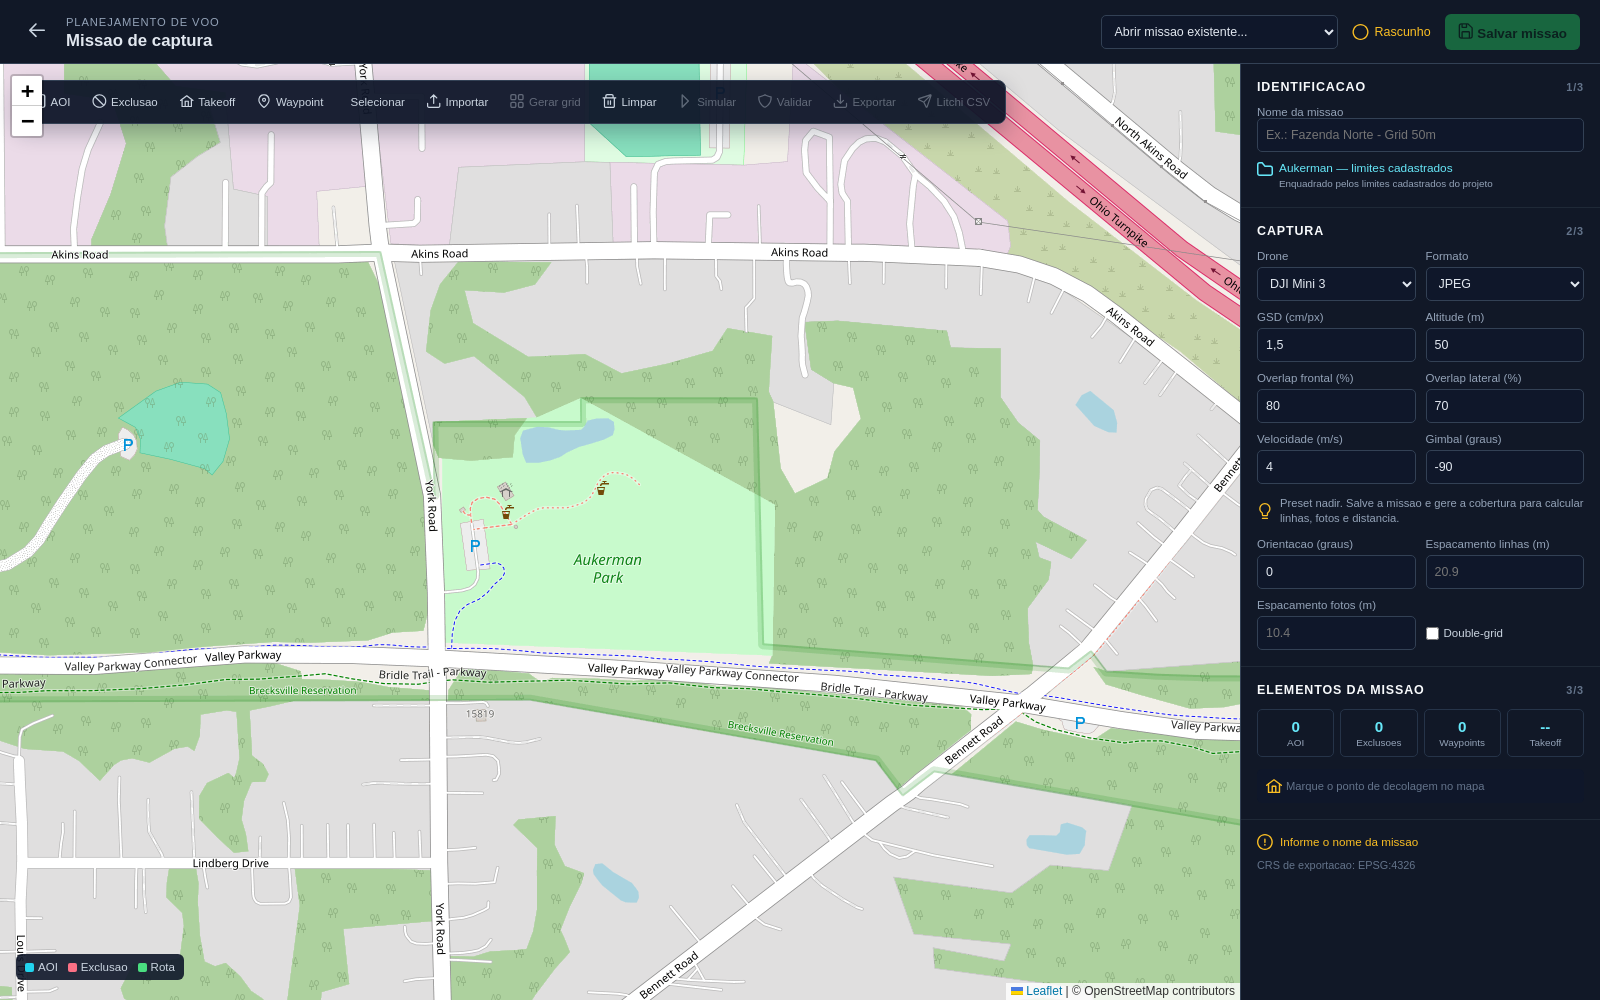 PLANEJAMENTO DE VOO
Missao de captura
Abrir missao existente...
Rascunho
Salvar missao
+
−
AOI
Exclusao
Takeoff
Waypoint
Selecionar
Importar
Gerar grid
Limpar
Simular
Validar
Exportar
Litchi CSV
North Akins Road
Ohio Turnpike
Akins Road
Akins Road
Akins Road
Akins Road
P
York Road
P
Aukerman
Park
Bennett
Valley Parkway Connector
Valley Parkway
Parkway
Bridle Trail - Parkway
Valley Parkway
Valley Parkway Connector
Bridle Trail - Parkway
Valley Parkway
Brecksville Reservation
15819
Brecksville Reservation
Bennett Road
P
Valley Parkwa
Lindberg Drive
York Road
Bennett Road
AOI
Exclusao
Rota
Leaflet | © OpenStreetMap contributors
IDENTIFICACAO
1/3
Nome da missao
Ex.: Fazenda Norte - Grid 50m
Aukerman — limites cadastrados
Enquadrado pelos limites cadastrados do projeto
CAPTURA
2/3
Drone
Formato
DJI Mini 3
JPEG
GSD (cm/px)
Altitude (m)
1,5
50
Overlap frontal (%)
Overlap lateral (%)
80
70
Velocidade (m/s)
Gimbal (graus)
4
-90
Preset nadir. Salve a missao e gere a cobertura para calcular
linhas, fotos e distancia.
Orientacao (graus)
Espacamento linhas (m)
0
20.9
Espacamento fotos (m)
10.4
Double-grid
ELEMENTOS DA MISSAO
3/3
0
AOI
0
Exclusoes
0
Waypoints
--
Takeoff
Marque o ponto de decolagem no mapa
Informe o nome da missao
CRS de exportacao: EPSG:4326